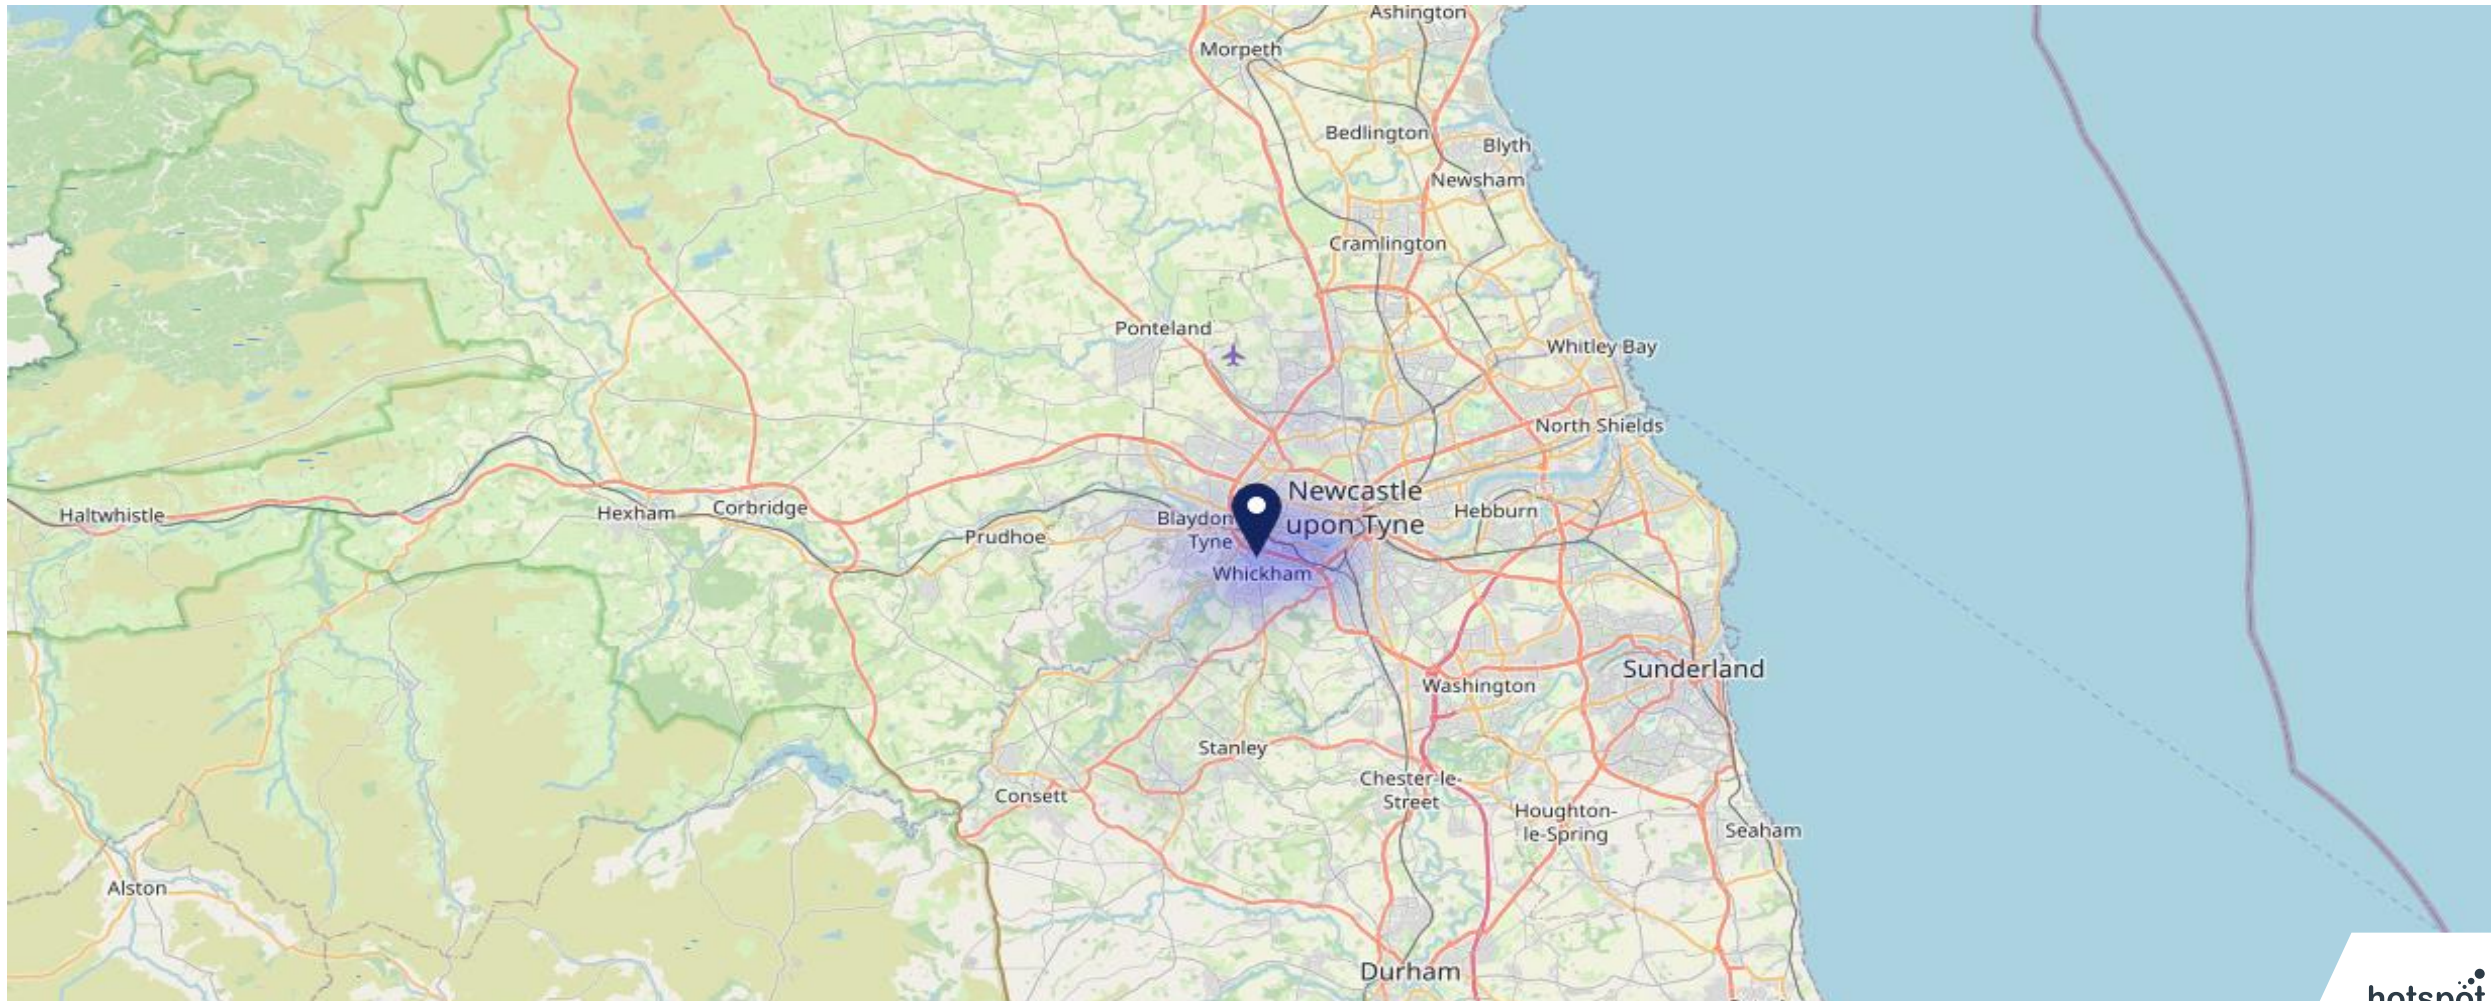 Ashington
Morpeth
Bedlington
Blyth
Newsham
Cramlington
Ponteland
Whitley Bay
North Shields
Newcastle
upon Tyne
Hebburn
Haltwhistle
Hexham
Corbridge
Prudhoe
Blaydon
Tyne
Whickham
Sunderland
Washington
Stanley
Chester-le-
Street
Consett
Houghton-
le-Spring
Seaham
Alston
Durham
hotspot